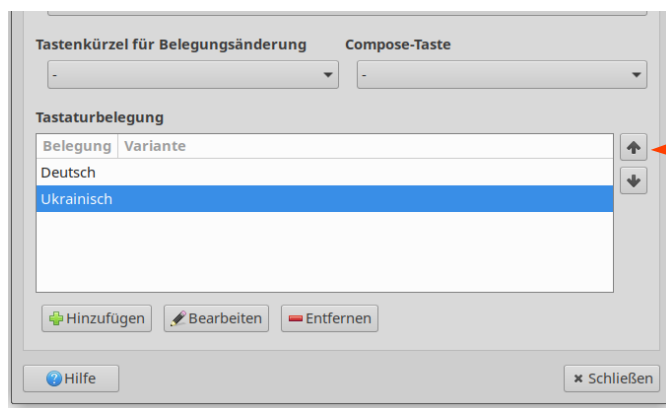 Tastenkürzel für Belegungsänderung Compose-Taste
- -
Tastaturbelegung
Belegung Variante
Deutsch
Ukrainisch
Hinzufügen Bearbeiten Entfernen
Hilfe Schließen